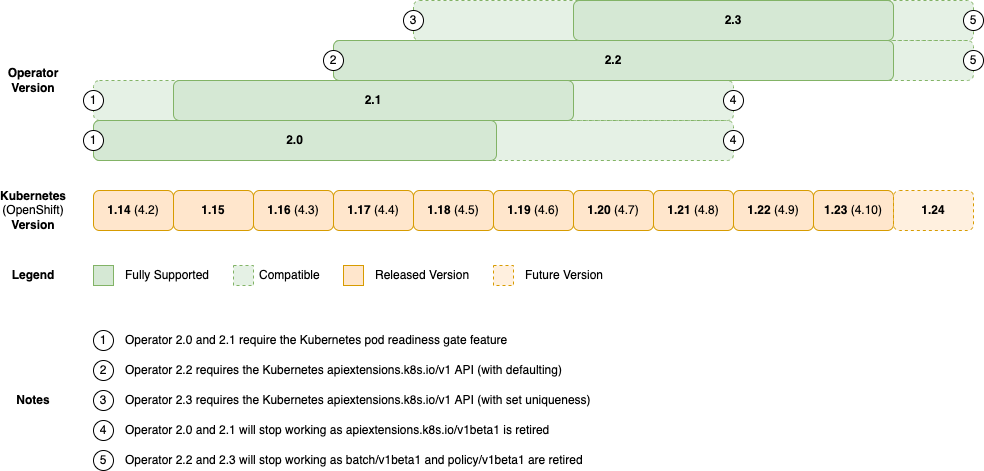 3 2.3 5
2 2.2 5
Operator
Version
1 2.1 4
1 2.0 4
Kubernetes
(OpenShift)
Version
1.14 (4.2) 1.15 1.16 (4.3) 1.17 (4.4) 1.18 (4.5) 1.19 (4.6) 1.20 (4.7) 1.21 (4.8) 1.22 (4.9) 1.23 (4.10) 1.24
Legend Fully Supported Compatible Released Version Future Version
1 Operator 2.0 and 2.1 require the Kubernetes pod readiness gate feature
2 Operator 2.2 requires the Kubernetes apiextensions.k8s.io/v1 API (with defaulting)
Notes 3 Operator 2.3 requires the Kubernetes apiextensions.k8s.io/v1 API (with set uniqueness)
4 Operator 2.0 and 2.1 will stop working as apiextensions.k8s.io/v1beta1 is retired
5 Operator 2.2 and 2.3 will stop working as batch/v1beta1 and policy/v1beta1 are retired